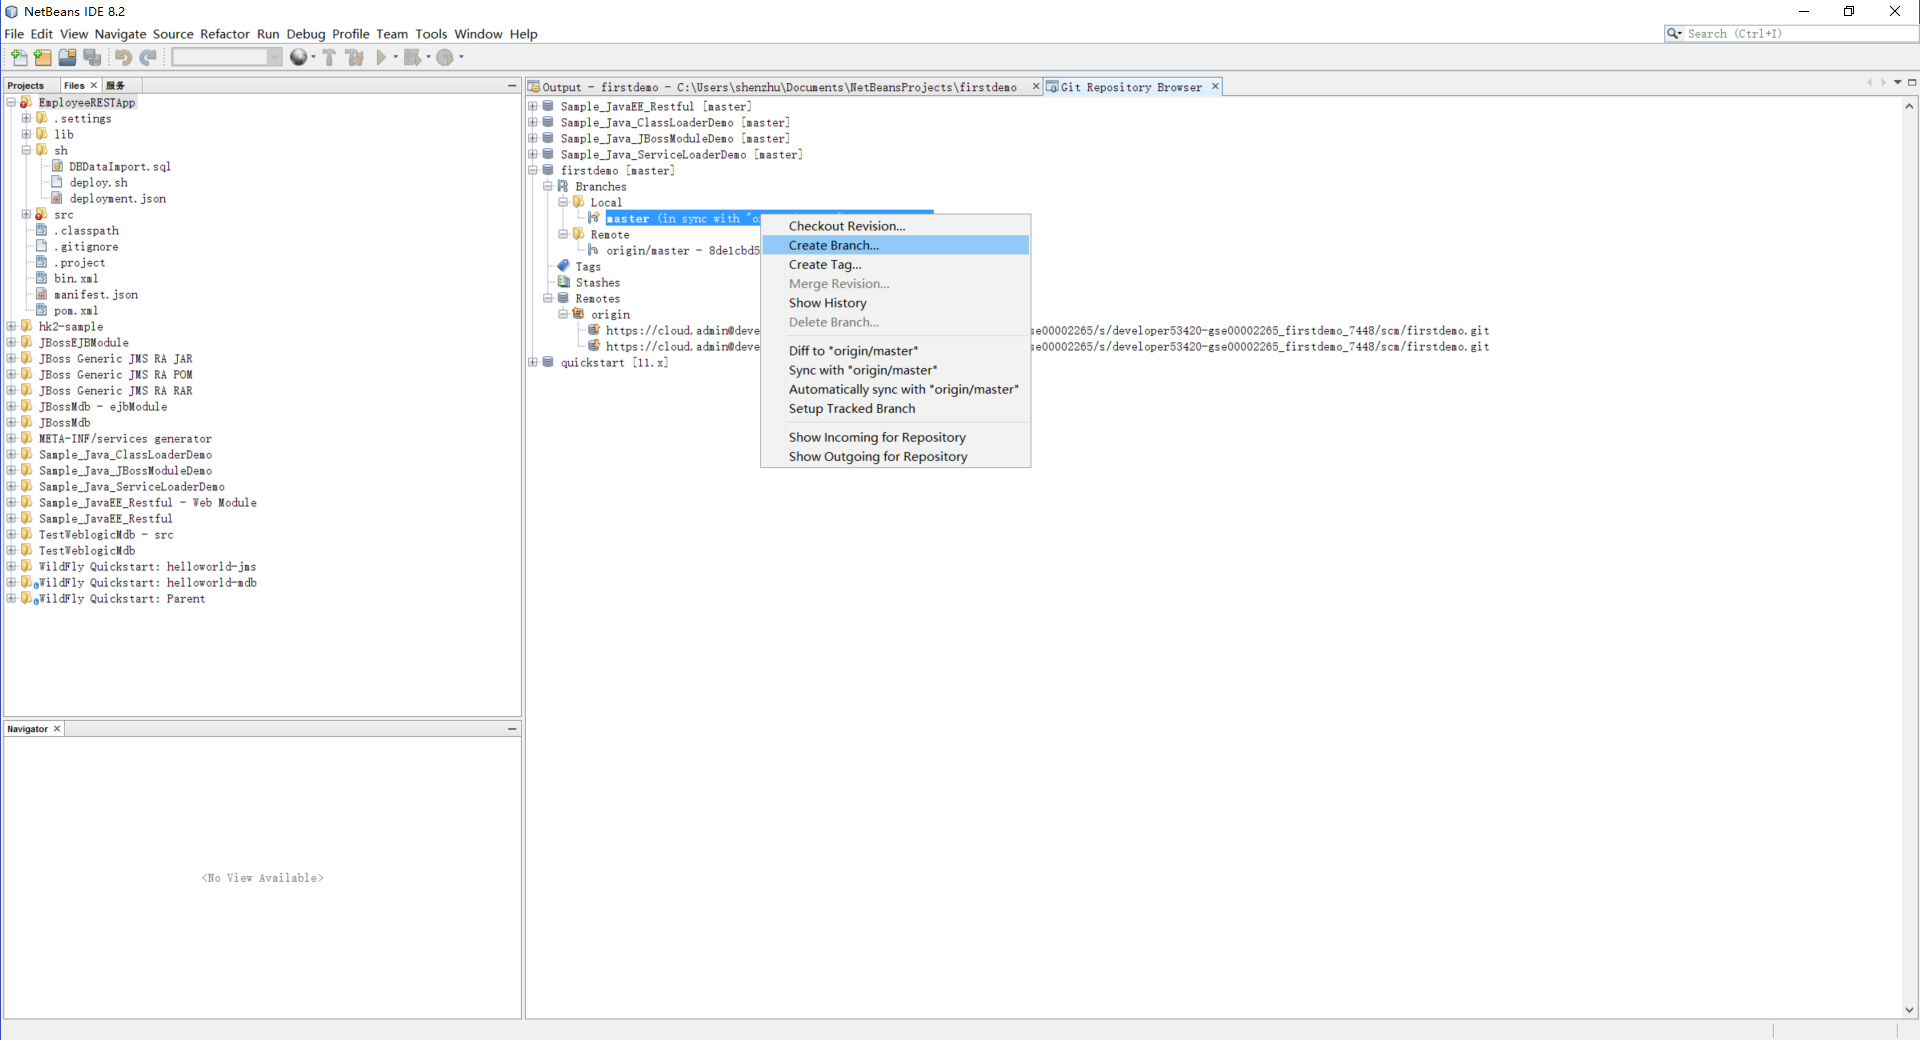 NetBeans IDE 8.2
File Edit View Navigate Source Refactor Run Debug Profile Team Tools Window Help
Search (Ctrl+I)
Projects Files 服务
EmployeeRESTApp
.settings
lib
sh
DBDataImport.sql
deploy.sh
deployment.json
src
.classpath
.gitignore
.project
bin.xml
manifest.json
pom.xml
hk2-sample
JBossEJBModule
JBoss Generic JMS RA JAR
JBoss Generic JMS RA POM
JBoss Generic JMS RA RAR
JBossMdb - ejbModule
JBossMdb
META-INF/services generator
Sample_Java_ClassLoaderDemo
Sample_Java_JBossModuleDemo
Sample_Java_ServiceLoaderDemo
Sample_JavaEE_Restful - Web Module
Sample_JavaEE_Restful
TestWeblogicMdb - src
TestWeblogicMdb
WildFly Quickstart: helloworld-jms
WildFly Quickstart: helloworld-mdb
WildFly Quickstart: Parent
Navigator
<No View Available>
Output - firstdemo - C:\Users\shenzhu\Documents\NetBeansProjects\firstdemo
Git Repository Browser
Sample_JavaEE_Restful [master]
Sample_Java_ClassLoaderDemo [master]
Sample_Java_JBossModuleDemo [master]
Sample_Java_ServiceLoaderDemo [master]
firstdemo [master]
Branches
Local
master (in sync with "o
Remote
origin/master - 8de1cbd5
Tags
Stashes
Remotes
origin
https://cloud.admin@deve se00002265/s/developer53420-gse00002265_firstdemo_7448/scm/firstdemo.git
https://cloud.admin@deve se00002265/s/developer53420-gse00002265_firstdemo_7448/scm/firstdemo.git
quickstart [11.x]
Checkout Revision...
Create Branch...
Create Tag...
Merge Revision...
Show History
Delete Branch...
Diff to "origin/master"
Sync with "origin/master"
Automatically sync with "origin/master"
Setup Tracked Branch
Show Incoming for Repository
Show Outgoing for Repository